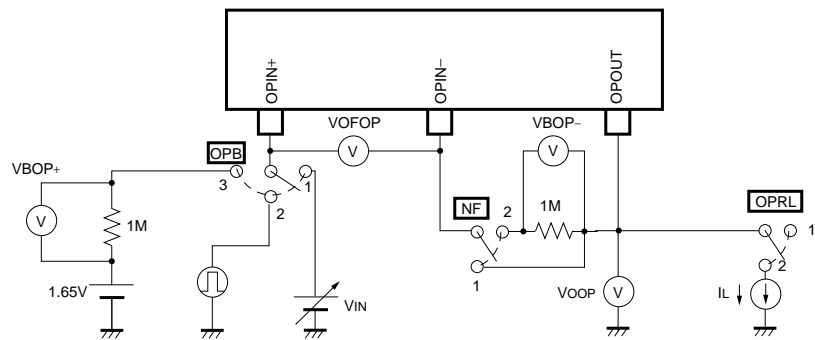 OPIN+
OPIN−
OPOUT
VOFOP
VBOP−
OPB
VBOP+
3
1
2
V
V
V
1M
NF
2
1M
1
OPRL
1
2
1.65V
VIN
VOOP
V
IL